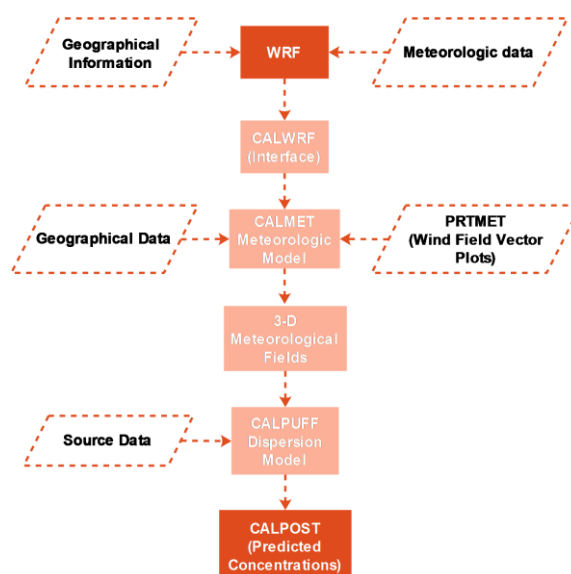 Geographical
Information
WRF
Meteorologic data
CALWRF
(Interface)
Geographical Data
CALMET
Meteorologic
Model
PRTMET
(Wind Field Vector
Plots)
3-D
Meteorological
Fields
Source Data
CALPUFF
Dispersion
Model
CALPOST
(Predicted
Concentrations)